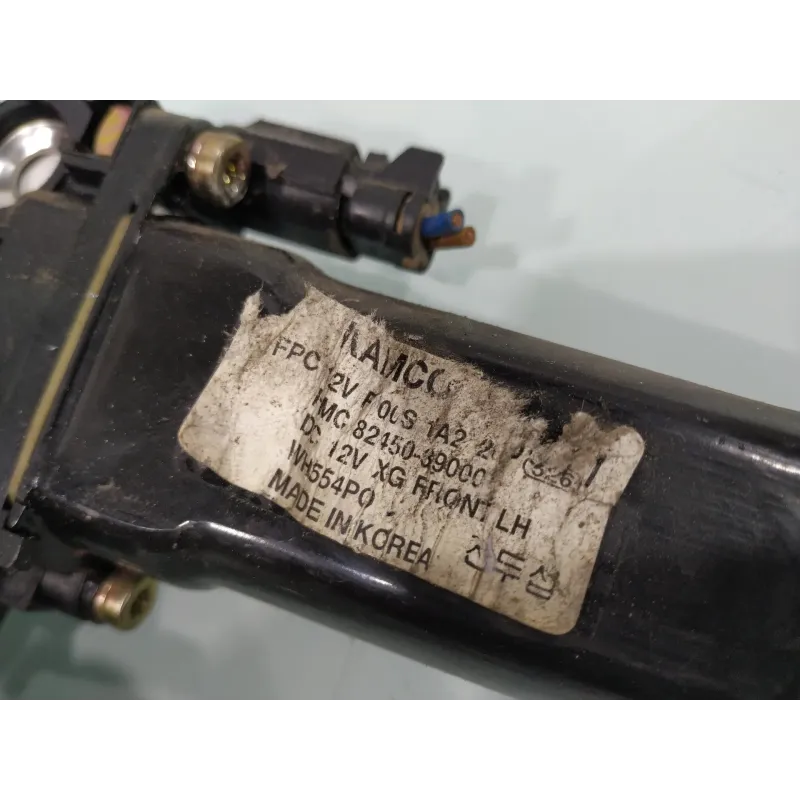 KAMCO
FPC 12V F00S 1A2 
HMC 82450-39000
DC 12V XG FRONT LH
WH554P0
MADE IN KOREA